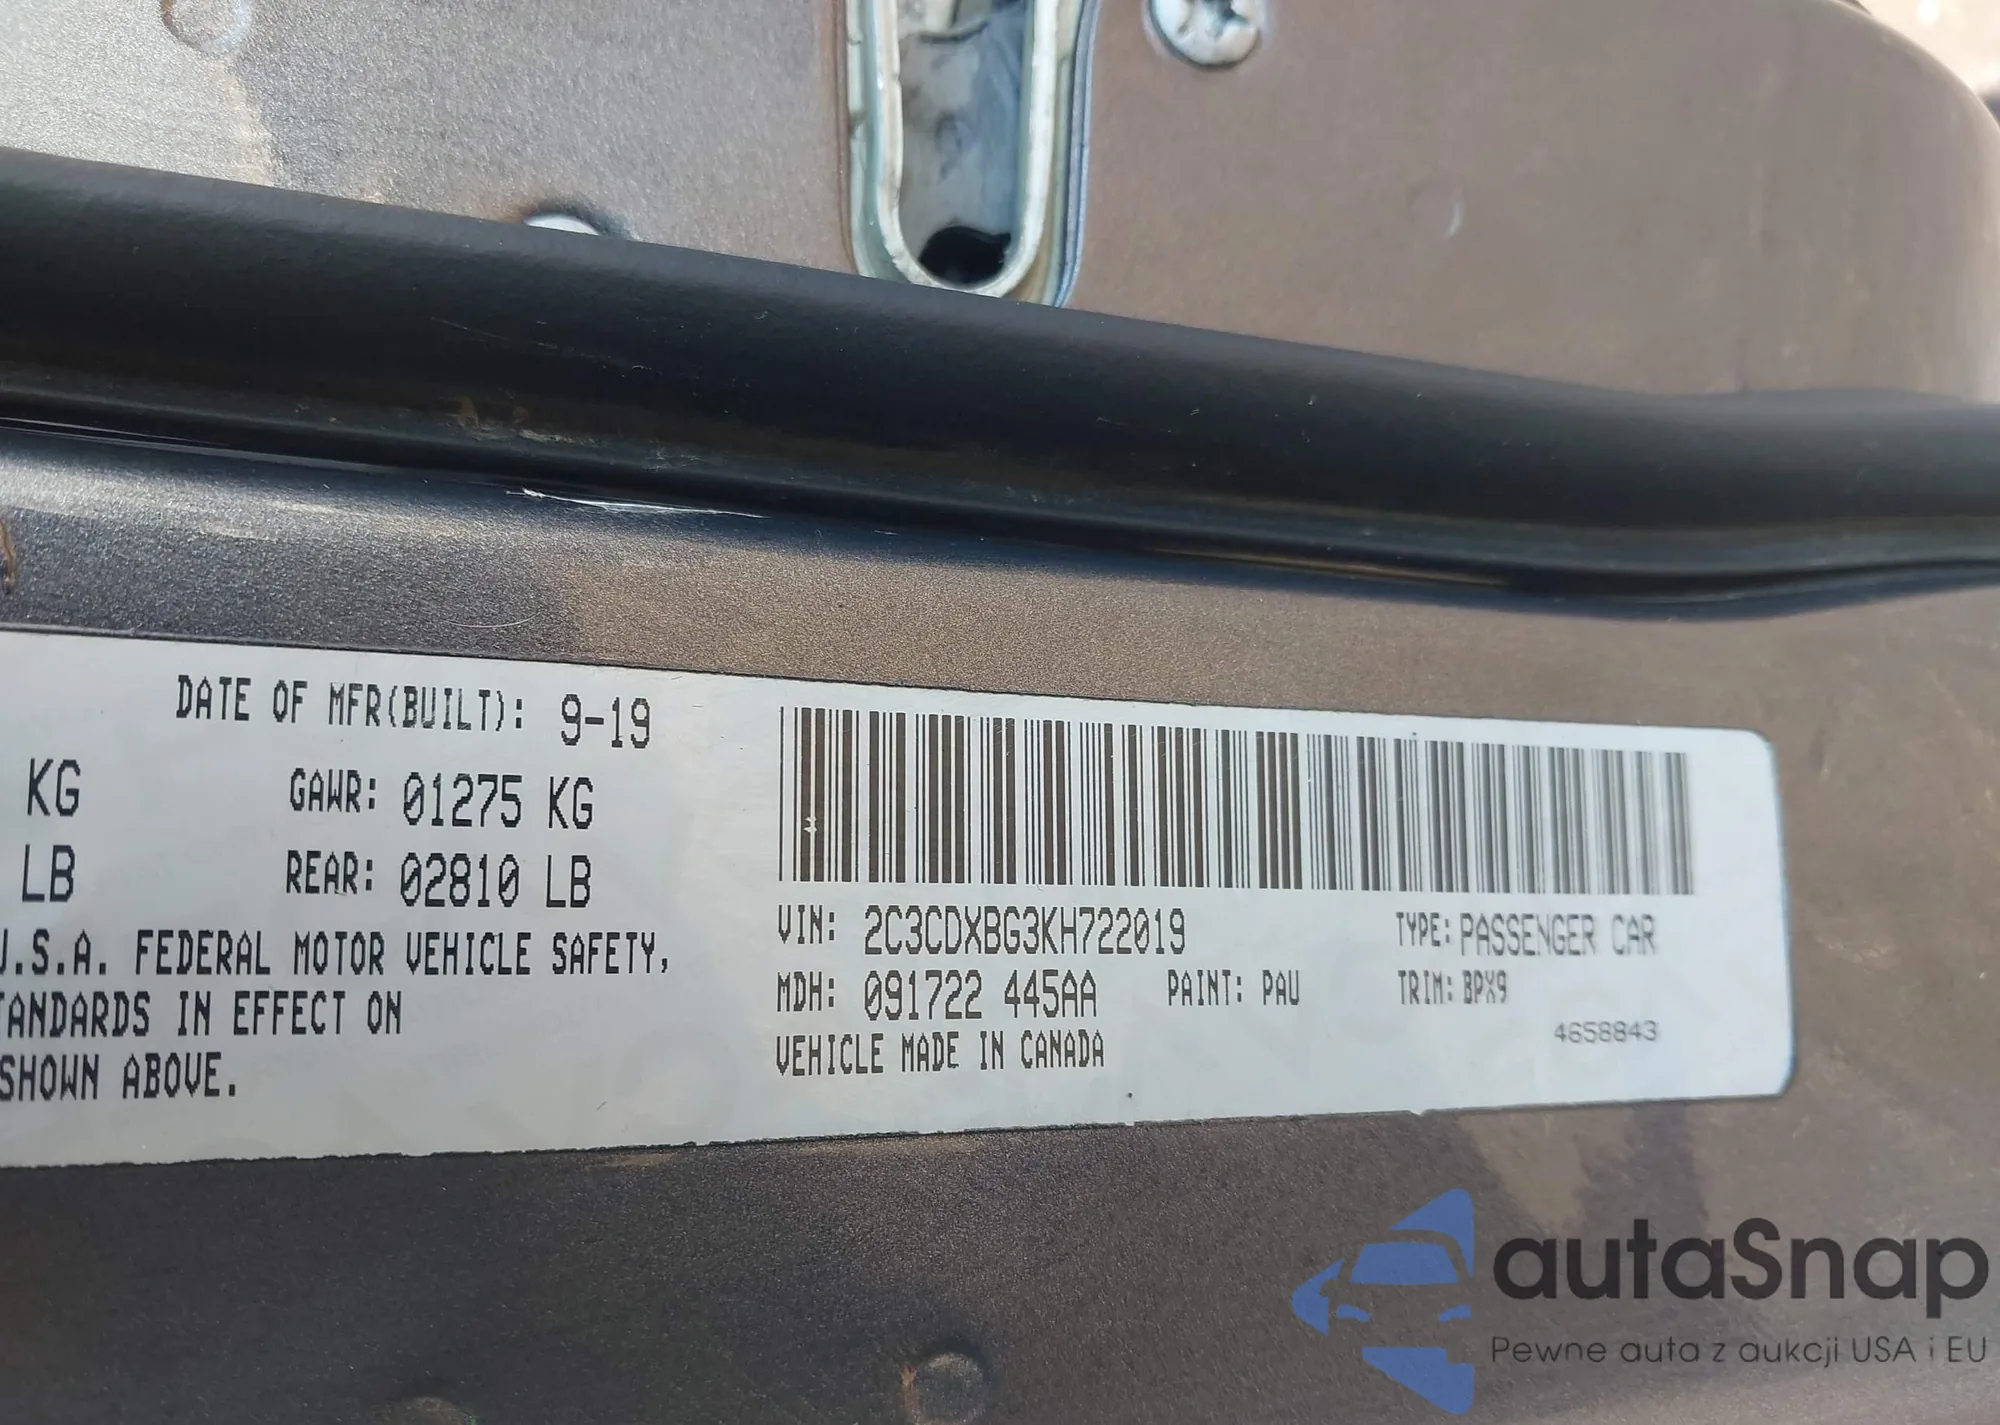 DATE OF MFR(BUILT): 9-19
KG GAWR: 01275 KG
LB REAR: 02810 LB
U.S.A. FEDERAL MOTOR VEHICLE SAFETY,
TANDARDS IN EFFECT ON
SHOWN ABOVE.
VIN: 2C3CDXBG3KH722019 TYPE: PASSENGER CAR
MDH: 091722 445AA PAINT: PAU TRIM: BPX9
VEHICLE MADE IN CANADA
4658843
autaSnap
Pewne auta z aukcji USA i EU